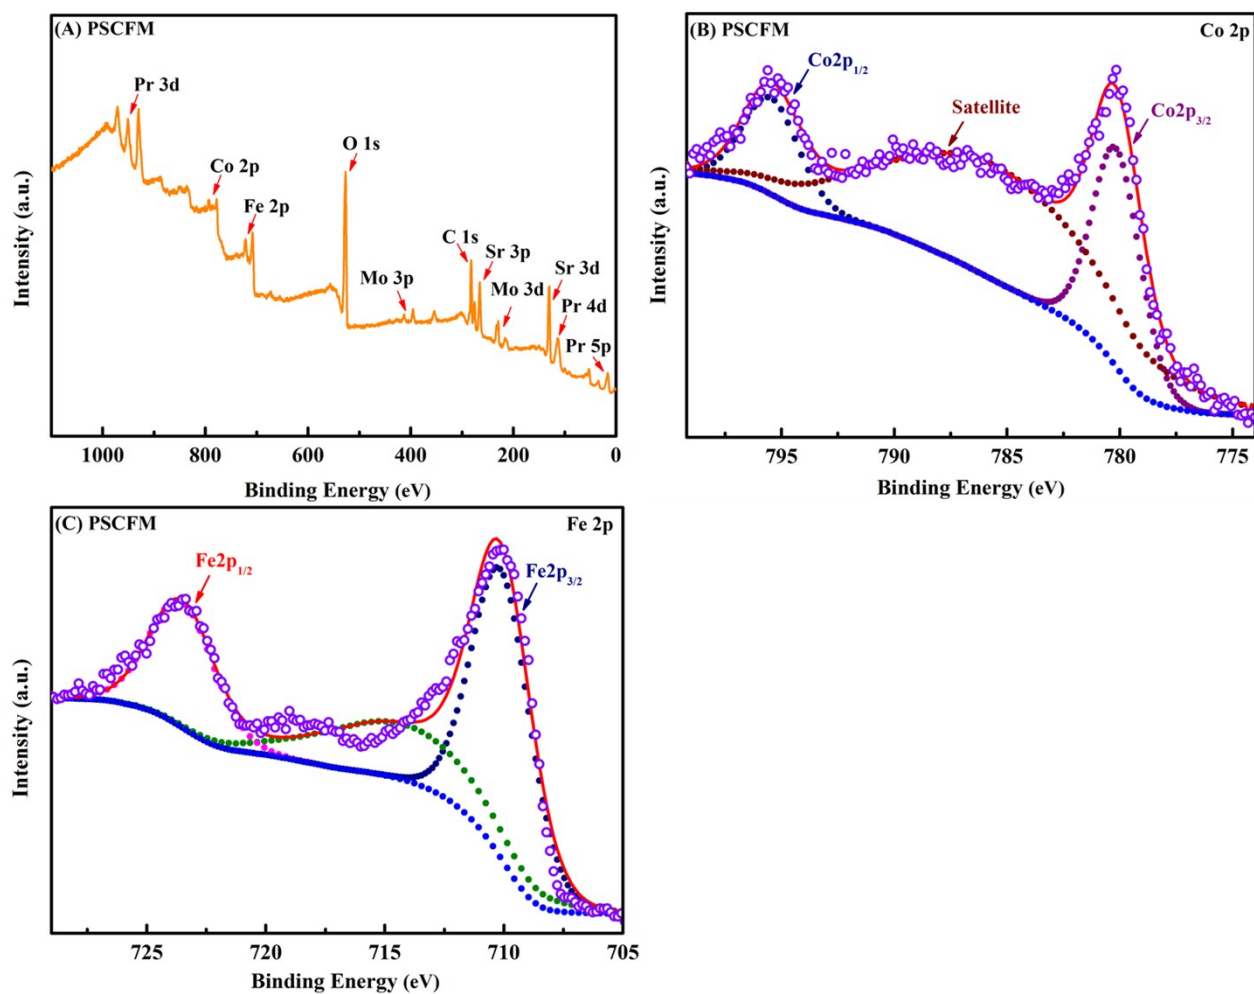 (A) PSCFM
Pr 3d
Co 2p
Fe 2p
O 1s
Mo 3p
C 1s
Sr 3p
Mo 3d
Sr 3d
Pr 4d
Pr 5p
Intensity (a.u.)
1000 800 600 400 200 0
Binding Energy (eV)
(B) PSCFM
Co 2p
Co2p1/2
Satellite
Co2p3/2
Intensity (a.u.)
795 790 785 780 775
Binding Energy (eV)
(C) PSCFM
Fe 2p
Fe2p1/2
Fe2p3/2
Intensity (a.u.)
725 720 715 710 705
Binding Energy (eV)